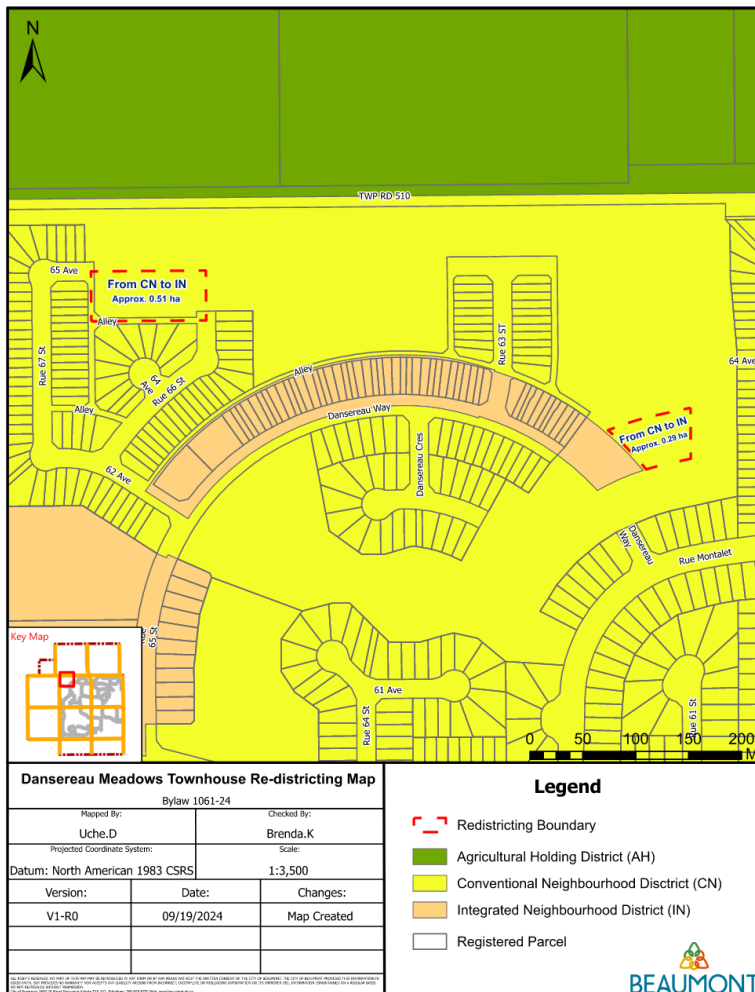 N
TWP RD 510
65 Ave
From CN to IN
Approx. 0.51 ha
Alley
Rue 63 ST
64 Ave
Rue 67 St
64
Ave
Rue 66 St
Alley
Alley
Dansereau Way
From CN to IN
Approx. 0.29 ha
Dansereau Cres
62 Ave
Dansereau
Way
Rue Montalet
Key Map
65 St
61 Ave
Rue 64 St
0 50 100 150 200
M
Dansereau Meadows Townhouse Re-districting Map
Bylaw 1061-24
Mapped By:
Checked By:
Uche.D
Brenda.K
Projected Coordinate System:
Scale:
Datum: North American 1983 CSRS
1:3,500
Version:
Date:
Changes:
V1-R0
09/19/2024
Map Created
Legend
Redistricting Boundary
Agricultural Holding District (AH)
Conventional Neighbourhood Disctrict (CN)
Integrated Neighbourhood District (IN)
Registered Parcel
BEAUMONT